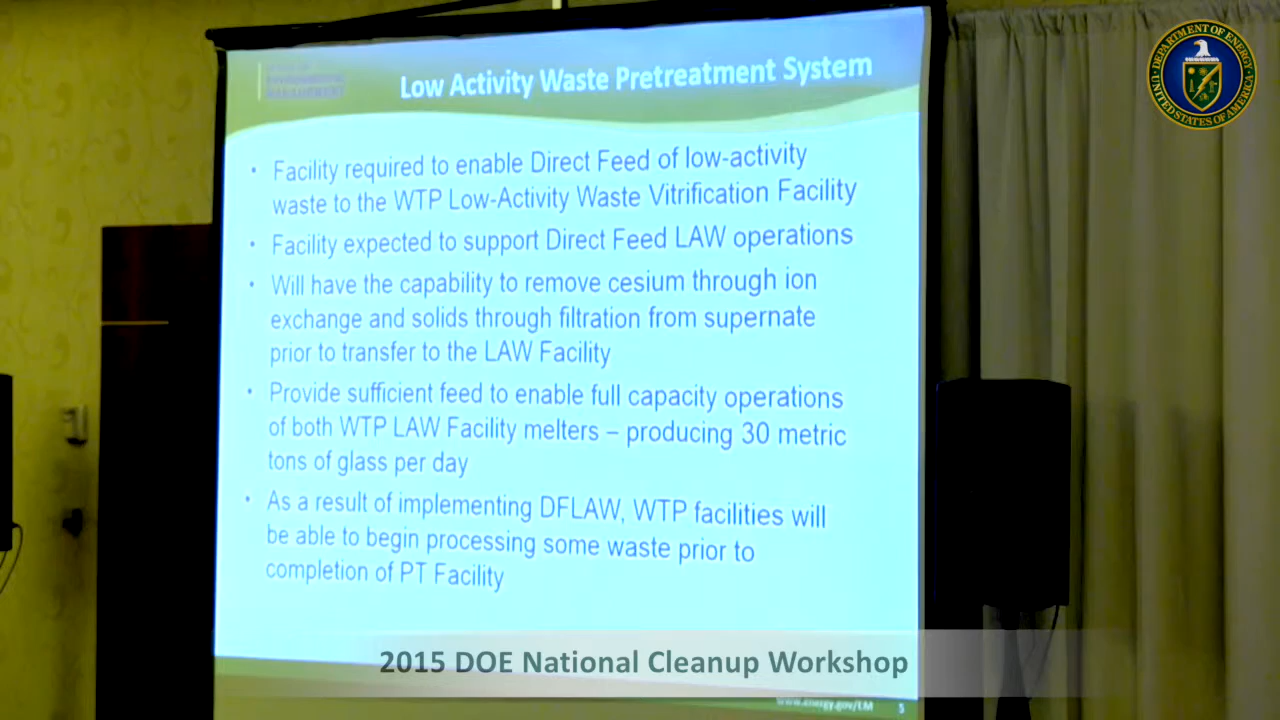 DEPARTMENT OF ENERGY
UNITED STATES OF AMERICA
Low Activity Waste Pretreatment System
• Facility required to enable Direct Feed of low-activity
waste to the WTP Low-Activity Waste Vitrification Facility
• Facility expected to support Direct Feed LAW operations
• Will have the capability to remove cesium through ion
exchange and solids through filtration from supernate
prior to transfer to the LAW Facility
• Provide sufficient feed to enable full capacity operations
of both WTP LAW Facility melters – producing 30 metric
tons of glass per day
• As a result of implementing DFLAW, WTP facilities will
be able to begin processing some waste prior to
completion of PT Facility
2015 DOE National Cleanup Workshop
5